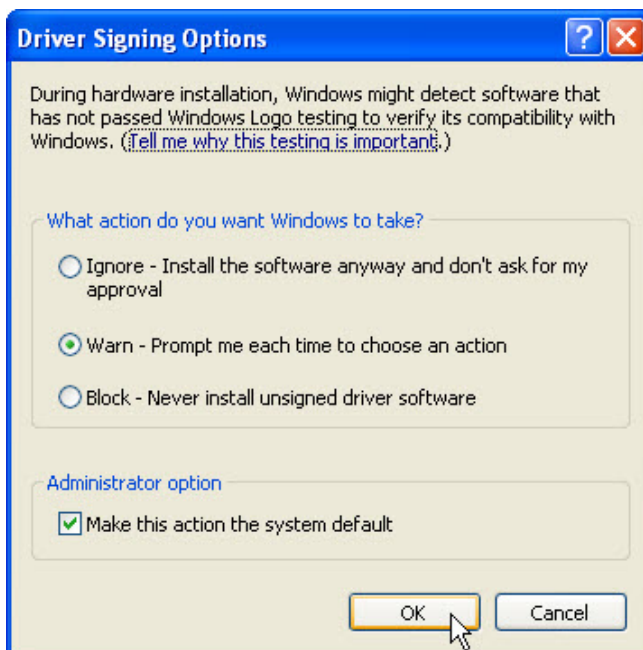 Driver Signing Options
During hardware installation, Windows might detect software that
has not passed Windows Logo testing to verify its compatibility with
Windows. (Tell me why this testing is important.)
What action do you want Windows to take?
Ignore - Install the software anyway and don't ask for my
approval
Warn - Prompt me each time to choose an action
Block - Never install unsigned driver software
Administrator option
Make this action the system default
OK Cancel